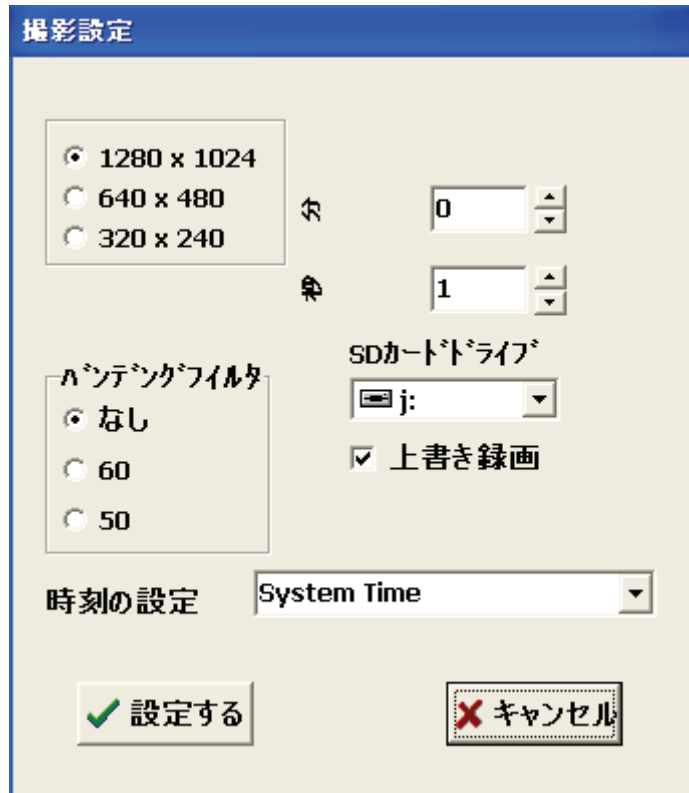 撮影設定
1280 x 1024
640 x 480
320 x 240
0
1
SDカードドライブ
j:
上書き録画
バンデングフィルタ
なし
60
50
時刻の設定
System Time
設定する
キャンセル